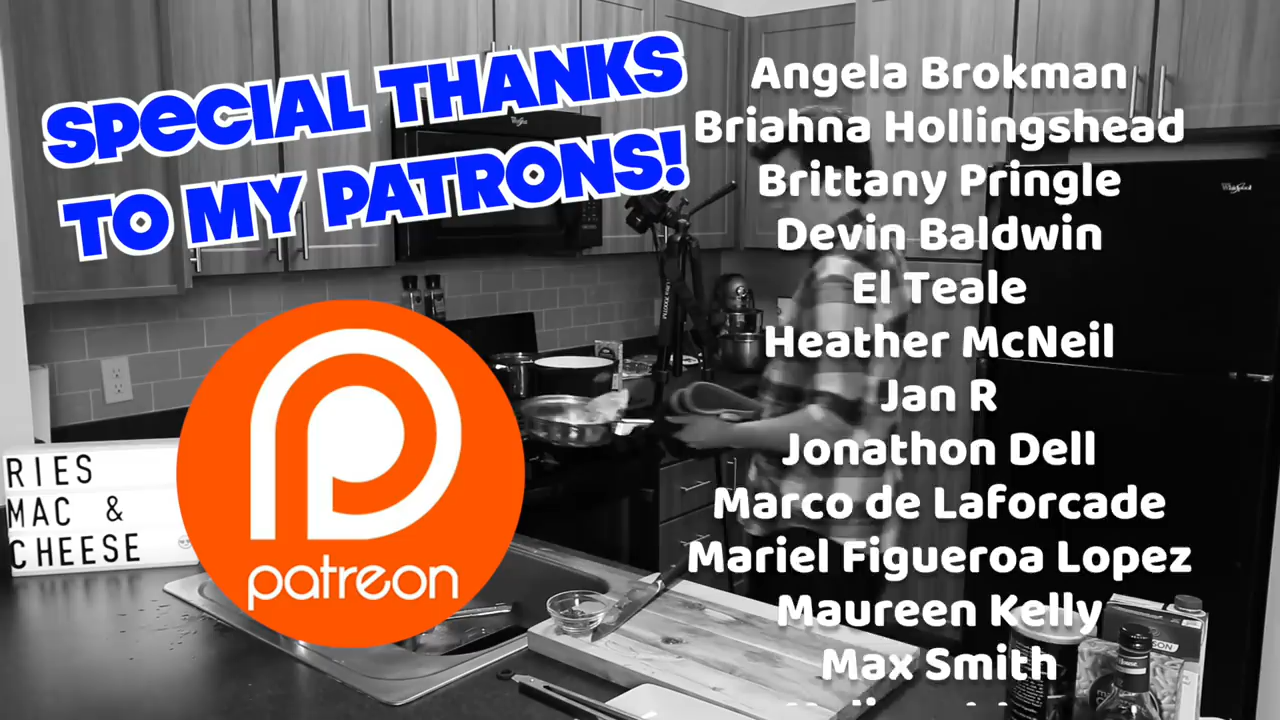 SPECIAL THANKS
TO MY PATRONS!
Angela Brokman
Briahna Hollingshead
Brittany Pringle
Devin Baldwin
El Teale
Heather McNeil
Jan R
Jonathon Dell
Marco de Laforcade
Mariel Figueroa Lopez
Maureen Kelly
Max Smith
patreon
RIES
MAC &
CHEESE
Whirlpool